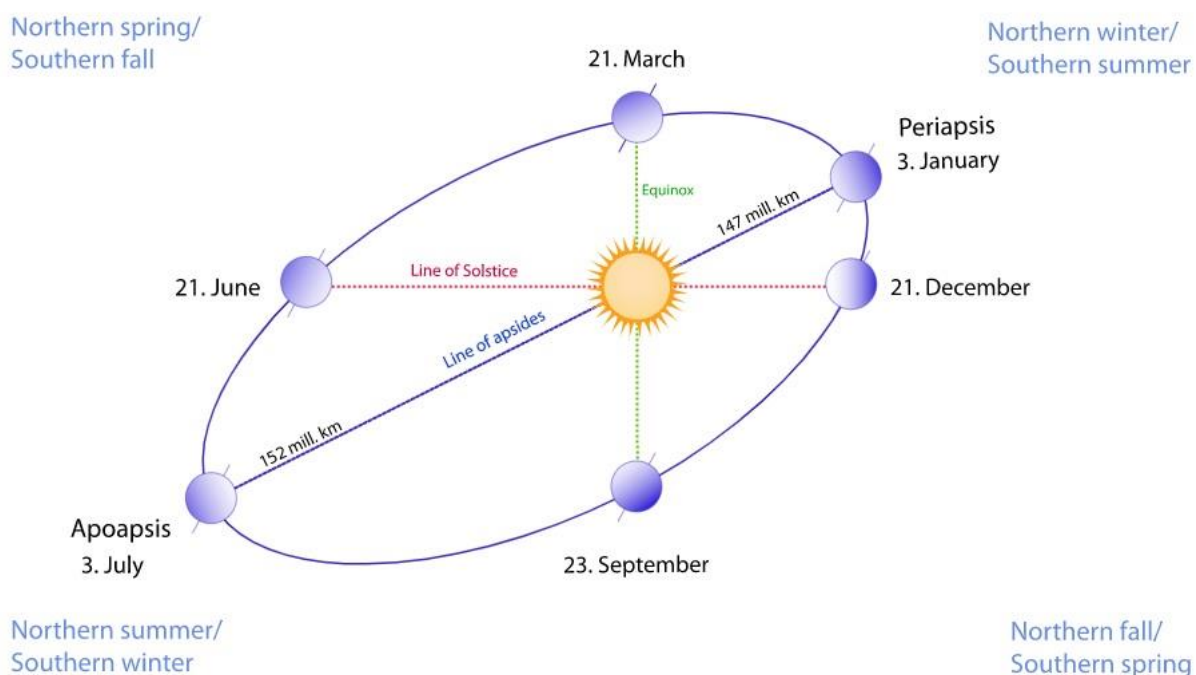 Northern spring/
Southern fall
21. March
Northern winter/
Southern summer
Periapsis
3. January
Equinox
147 mill. km
21. June
Line of Solstice
21. December
Line of apsides
152 mill. km
Apoapsis
3. July
23. September
Northern summer/
Southern winter
Northern fall/
Southern spring